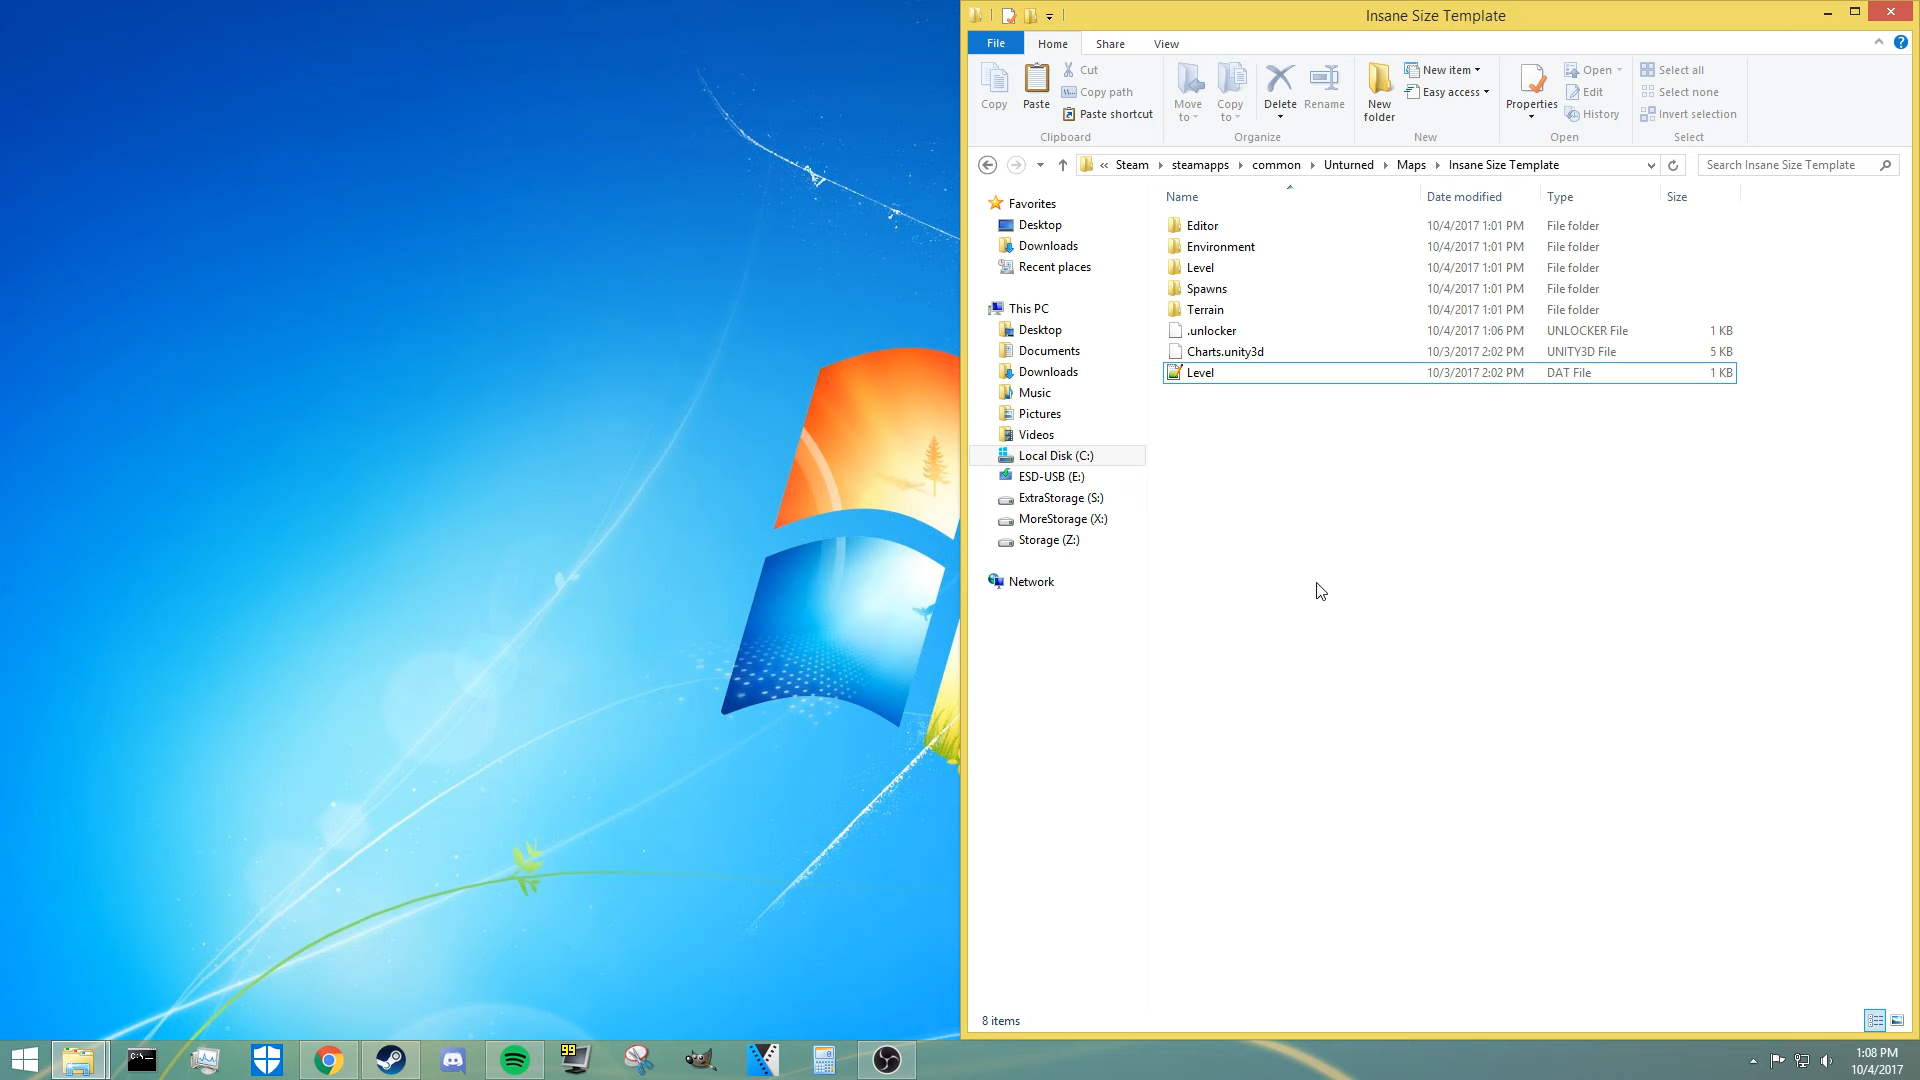 Insane Size Template
File Home Share View
Copy
Paste
Cut
Copy path
Paste shortcut
Clipboard
Move to
Copy to
Delete
Rename
Organize
New folder
New item
Easy access
New
Properties
Open
Edit
History
Open
Select all
Select none
Invert selection
Select
« Steam steamapps common Unturned Maps Insane Size Template
Search Insane Size Template
Favorites
Desktop
Downloads
Recent places
This PC
Desktop
Documents
Downloads
Music
Pictures
Videos
Local Disk (C:)
ESD-USB (E:)
ExtraStorage (S:)
MoreStorage (X:)
Storage (Z:)
Network
Name Date modified Type Size
Editor 10/4/2017 1:01 PM File folder
Environment 10/4/2017 1:01 PM File folder
Level 10/4/2017 1:01 PM File folder
Spawns 10/4/2017 1:01 PM File folder
Terrain 10/4/2017 1:01 PM File folder
.unlocker 10/4/2017 1:06 PM UNLOCKER File 1 KB
Charts.unity3d 10/3/2017 2:02 PM UNITY3D File 5 KB
Level 10/3/2017 2:02 PM DAT File 1 KB
8 items
C:\
99
1:08 PM
10/4/2017